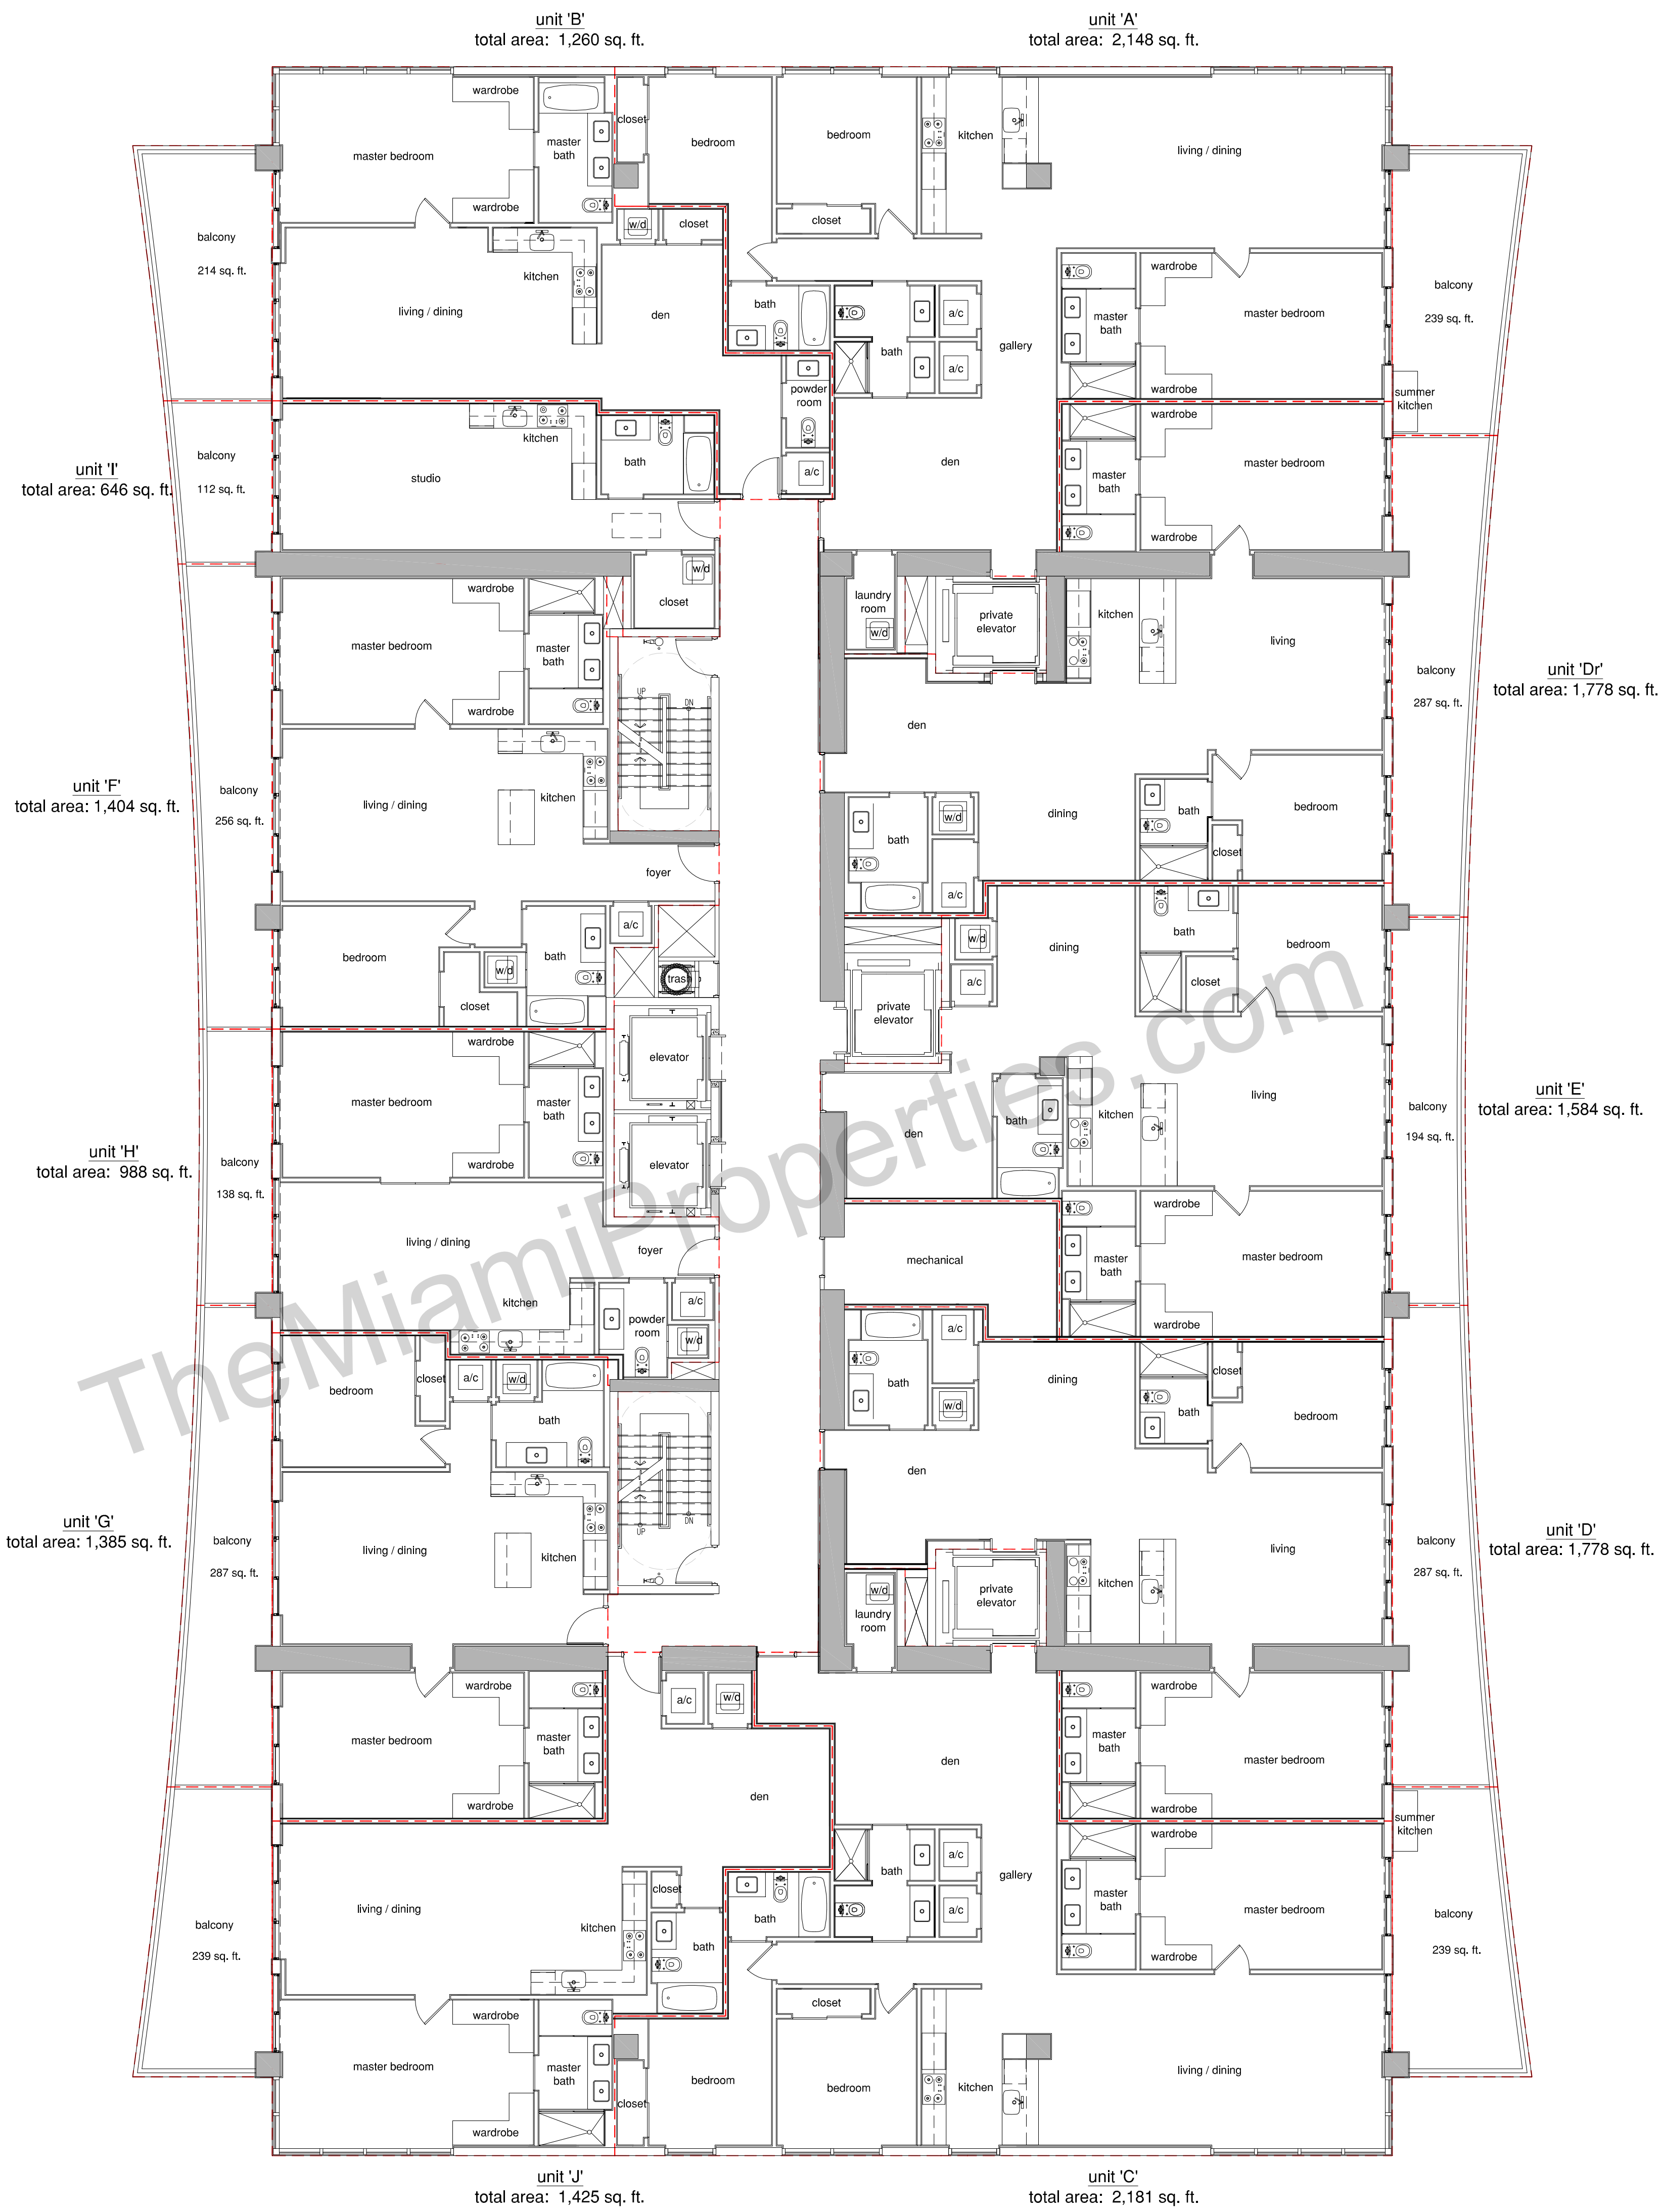 unit 'B'
total area: 1,260 sq. ft.
unit 'A'
total area: 2,148 sq. ft.
wardrobe
master bedroom
wardrobe
master
bath
closet
bedroom
bedroom
closet
kitchen
living / dining
balcony
214 sq. ft.
living / dining
kitchen
w/d
closet
den
bath
bath
a/c
a/c
gallery
wardrobe
master
bath
master bedroom
wardrobe
balcony
239 sq. ft.
summer
kitchen
powder
room
a/c
den
unit 'I'
total area: 646 sq. ft.
balcony
112 sq. ft.
studio
kitchen
bath
w/d
closet
wardrobe
master
bath
master bedroom
wardrobe
wardrobe
master bedroom
master
bath
wardrobe
UP
DN
laundry
room
w/d
private
elevator
kitchen
living
balcony
287 sq. ft.
unit 'Dr'
total area: 1,778 sq. ft.
den
dining
bath
w/d
a/c
bath
closet
bedroom
unit 'F'
total area: 1,404 sq. ft.
balcony
256 sq. ft.
living / dining
kitchen
foyer
bedroom
closet
w/d
bath
a/c
trash
dining
w/d
a/c
bath
closet
bedroom
private
elevator
elevator
elevator
wardrobe
master bedroom
master
bath
wardrobe
den
bath
kitchen
living
balcony
194 sq. ft.
unit 'E'
total area: 1,584 sq. ft.
unit 'H'
total area: 988 sq. ft.
balcony
138 sq. ft.
living / dining
foyer
kitchen
powder
room
a/c
w/d
mechanical
master
bath
wardrobe
master bedroom
wardrobe
TheMiamiProperties.com
bedroom
closet
a/c
w/d
bath
bath
a/c
w/d
dining
closet
bath
bedroom
den
unit 'G'
total area: 1,385 sq. ft.
balcony
287 sq. ft.
living / dining
kitchen
UP
DN
laundry
room
w/d
private
elevator
kitchen
living
balcony
287 sq. ft.
unit 'D'
total area: 1,778 sq. ft.
wardrobe
master bedroom
master
bath
wardrobe
a/c
w/d
den
den
master
bath
wardrobe
master bedroom
wardrobe
summer
kitchen
living / dining
kitchen
closet
bath
bath
bath
a/c
a/c
gallery
wardrobe
master
bath
master bedroom
wardrobe
balcony
239 sq. ft.
balcony
239 sq. ft.
wardrobe
master bedroom
master
bath
wardrobe
closet
bedroom
closet
bedroom
kitchen
living / dining
unit 'J'
total area: 1,425 sq. ft.
unit 'C'
total area: 2,181 sq. ft.